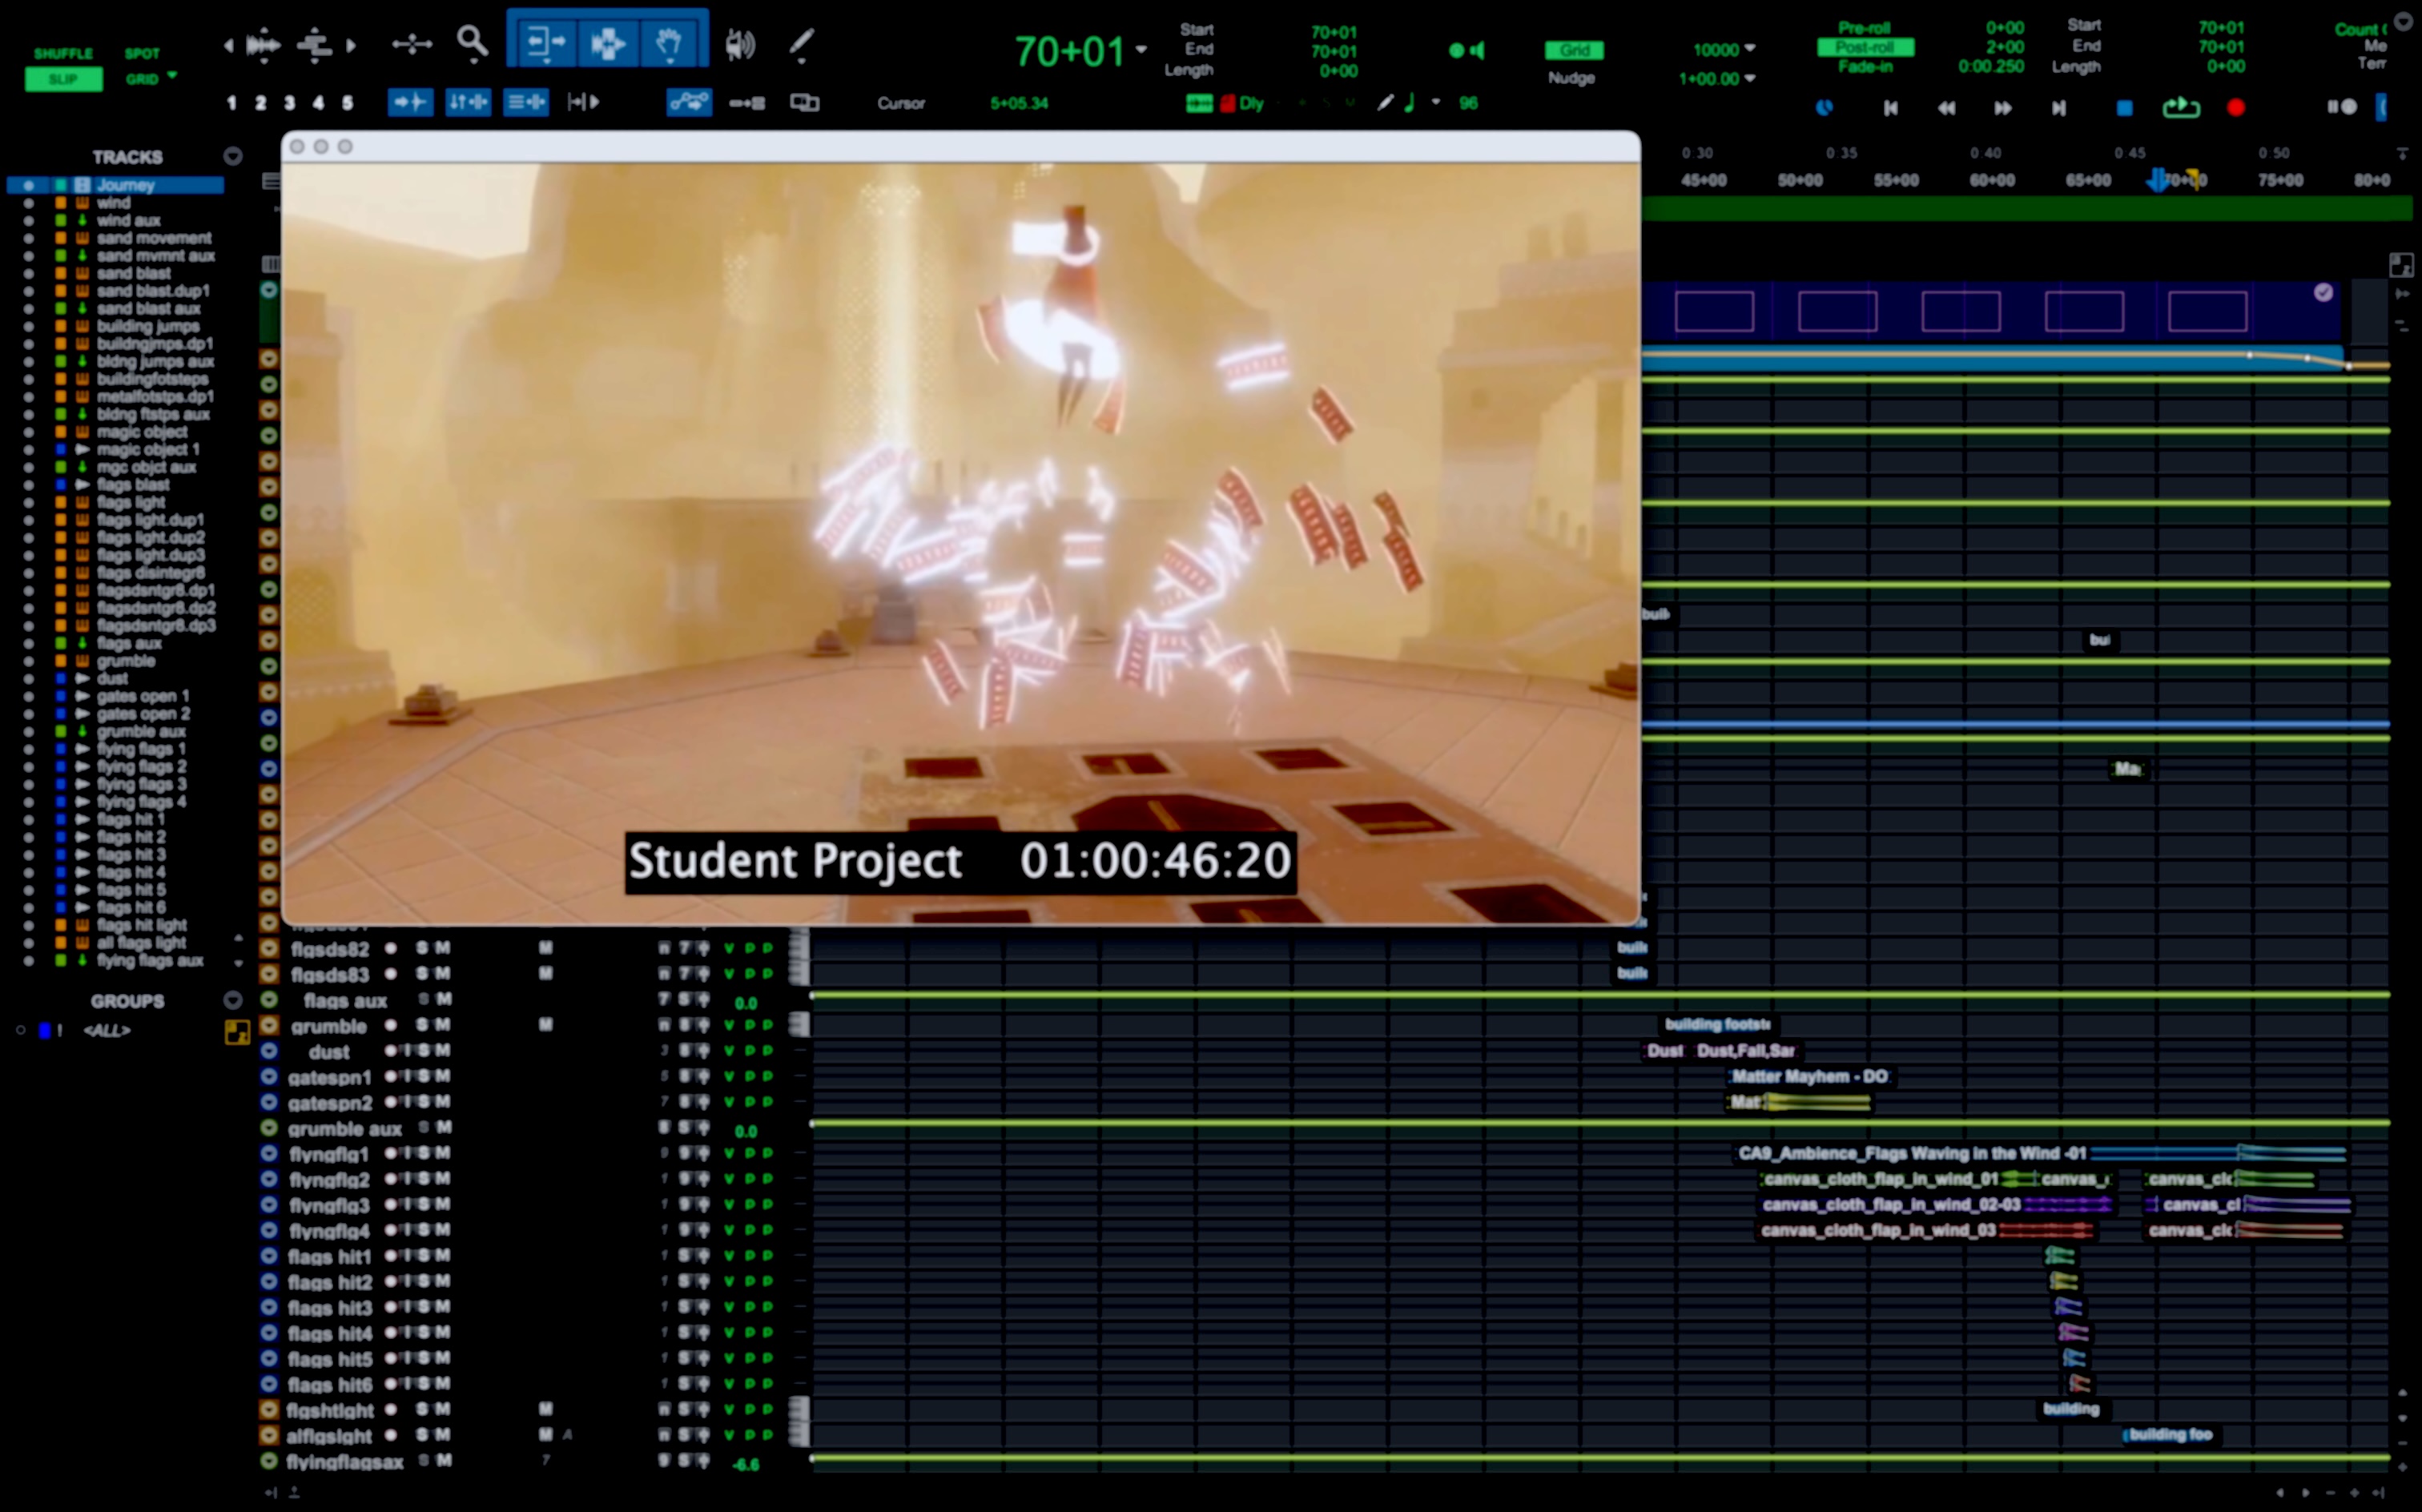 SHUFFLE SPOT
SLIP GRID
1 2 3 4 5
70+01
Start 70+01
End 70+01
Length 0+00
Cursor 5+05.34
Grid 10000
Nudge 1+00.00
Dly
96
Pre-roll 0+00
Post-roll 2+00
Fade-in 0:00.250
Start 70+01
End 70+01
Length 0+00
Count
Me
0:30 0:35 0:40 0:45 0:50
45+00 50+00 55+00 60+00 65+00 70+00 75+00 80+0
TRACKS
Journey
wind
wind aux
sand movement
sand mvmnt aux
sand blast
sand blast.dup1
sand blast aux
building jumps
buildngjmps.dp1
bldng jumps aux
buildingfotsteps
metalfotstps.dp1
bldng ftstps aux
magic object
magic object 1
mgc objct aux
flags blast
flags light
flags light.dup1
flags light.dup2
flags light.dup3
flags disintegr8
flagsdsntgr8.dp1
flagsdsntgr8.dp2
flagsdsntgr8.dp3
flags aux
grumble
dust
gates open 1
gates open 2
grumble aux
flying flags 1
flying flags 2
flying flags 3
flying flags 4
flags hit 1
flags hit 2
flags hit 3
flags hit 4
flags hit 5
flags hit 6
flags hit light
all flags light
flying flags aux
GROUPS
! <ALL>
Student Project 01:00:46:20
Ma
flgsds82 S M M
flgsds83 S M M
flags aux S M 0.0
grumble S M M building footste
dust I S M Dust Dust,Fall,Sar
gatespn1 I S M Matter Mayhem - DO
gatespn2 I S M Mat
grumble aux S M 0.0
flyngflg1 I S M CA9_Ambience_Flags Waving in the Wind -01
flyngflg2 I S M canvas_cloth_flap_in_wind_01 canvas_ canvas_clo
flyngflg3 I S M canvas_cloth_flap_in_wind_02-03 canvas_cl
flyngflg4 I S M canvas_cloth_flap_in_wind_03 canvas_clo
flags hit1 I S M
flags hit2 I S M
flags hit3 I S M
flags hit4 I S M
flags hit5 I S M
flags hit6 I S M
flgshtlght S M M building
alflgslght S M M A building foo
flyingflagsax S M 7 -6.6